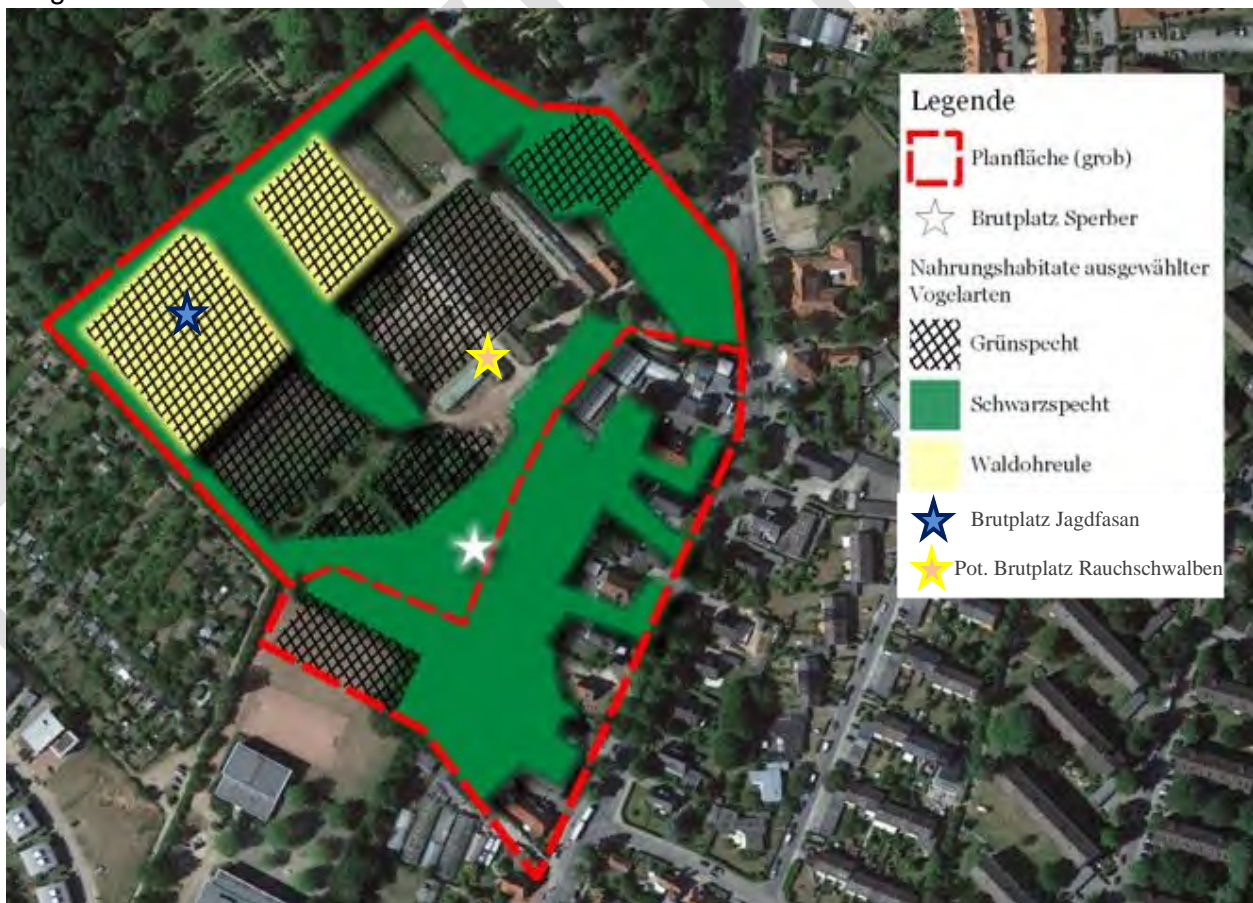 Legende
Planfläche (grob)
Brutplatz Sperber
Nahrungshabitate ausgewählter
Vogelarten
Grünspecht
Schwarzspecht
Waldohreule
Brutplatz Jagdfasan
Pot. Brutplatz Rauchschwalben